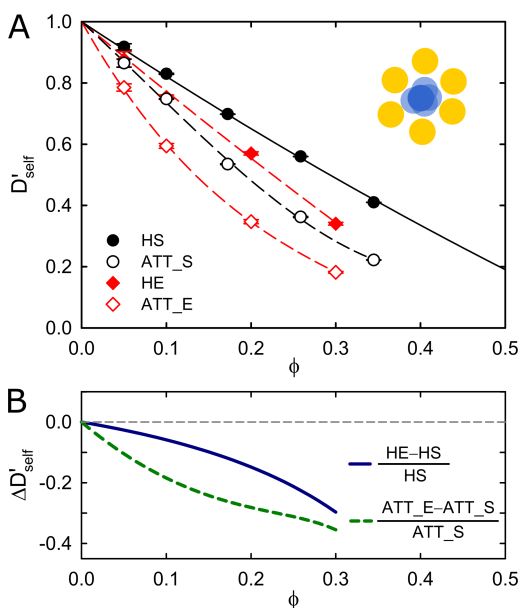 A
1.0
0.8
0.6
0.4
0.2
0.0
D'self
HS
ATT_S
HE
ATT_E
0.0 0.1 0.2 0.3 0.4 0.5
ϕ
B
0.0
-0.2
-0.4
ΔD'self
HE–HS
HS
ATT_E–ATT_S
ATT_S
0.0 0.1 0.2 0.3 0.4 0.5
ϕ